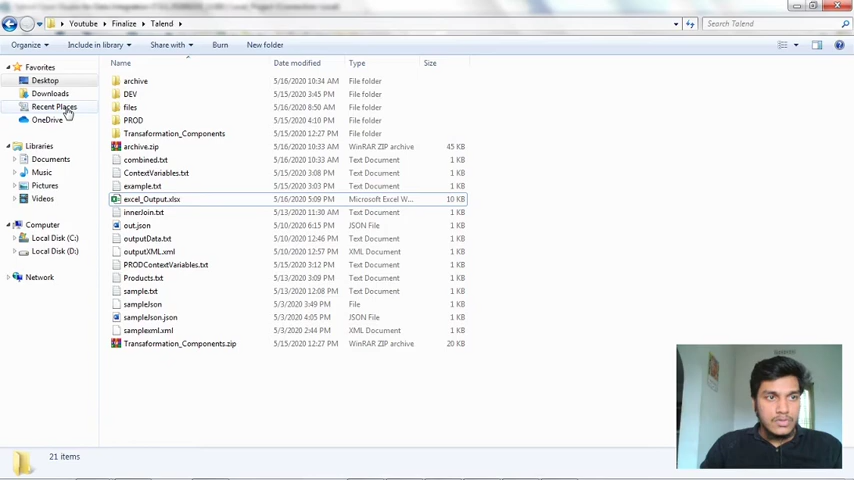 Youtube ▸ Finalize ▸ Talend ▸
Search Talend
Organize ▾ Include in library ▾ Share with ▾ Burn New folder
Favorites
Desktop
Downloads
Recent Places
OneDrive
Libraries
Documents
Music
Pictures
Videos
Computer
Local Disk (C:)
Local Disk (D:)
Network
Name Date modified Type Size
archive 5/16/2020 10:34 AM File folder
DEV 5/15/2020 3:45 PM File folder
files 5/16/2020 8:50 AM File folder
PROD 5/15/2020 3:12 PM File folder
Transaformation_Components 5/15/2020 12:27 PM File folder
archive.zip 5/16/2020 10:33 AM WinRAR ZIP archive 45 KB
combined.txt 5/16/2020 10:33 AM Text Document 1 KB
ContextVariables.txt 5/15/2020 3:08 PM Text Document 1 KB
example.txt 5/15/2020 3:03 PM Text Document 1 KB
excel_Output.xlsx 5/16/2020 5:09 PM Microsoft Excel W... 10 KB
innerJoin.txt 5/13/2020 11:30 AM Text Document 1 KB
out.json 5/10/2020 6:15 PM JSON File 1 KB
outputData.txt 5/10/2020 12:46 PM Text Document 1 KB
outputXML.xml 5/10/2020 12:57 PM XML Document 1 KB
PRODContextVariables.txt 5/15/2020 3:12 PM Text Document 1 KB
Products.txt 5/13/2020 3:09 PM Text Document 1 KB
sample.txt 5/13/2020 12:08 PM Text Document 1 KB
sampleJson 5/3/2020 3:49 PM File 1 KB
sampleJson.json 5/3/2020 4:05 PM JSON File 1 KB
samplexml.xml 5/3/2020 2:44 PM XML Document 1 KB
Transaformation_Components.zip 5/15/2020 12:27 PM WinRAR ZIP archive 20 KB
21 items